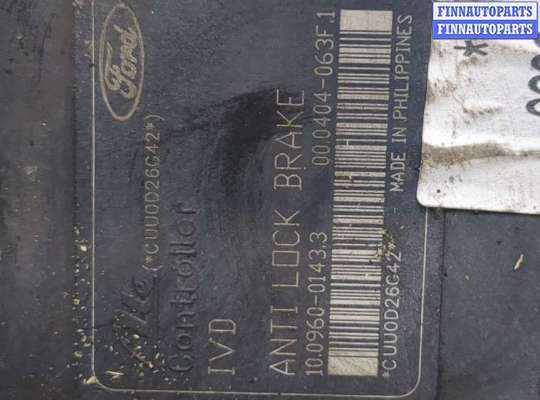 FINNAUTOPARTS
FINNAUTOPARTS
Ford
Ate
(*CUU0D26G42*)
Controller
IVD
ANTI LOCK BRAKE
10.0960-0143.3 00.0404-063F.1
*CUU0D26G42* - MADE IN PHILIPPINES